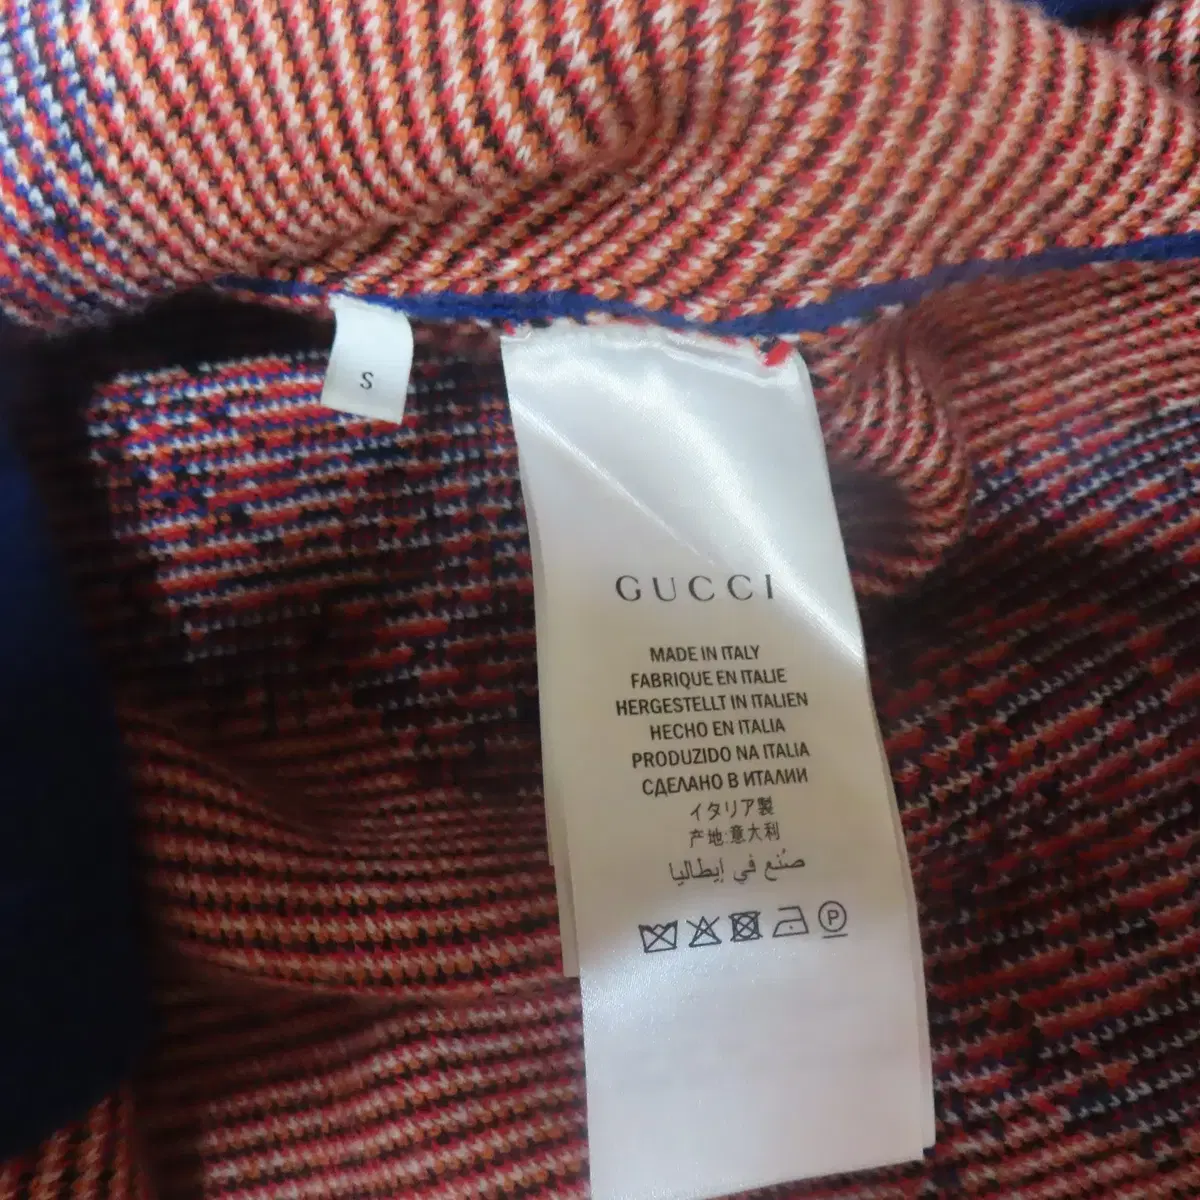 S
GUCCI
MADE IN ITALY
FABRIQUE EN ITALIE
HERGESTELLT IN ITALIEN
HECHO EN ITALIA
PRODUZIDO NA ITALIA
СДЕЛАНО В ИТАЛИИ
イタリア製
产地:意大利
صُنع في إيطاليا
P